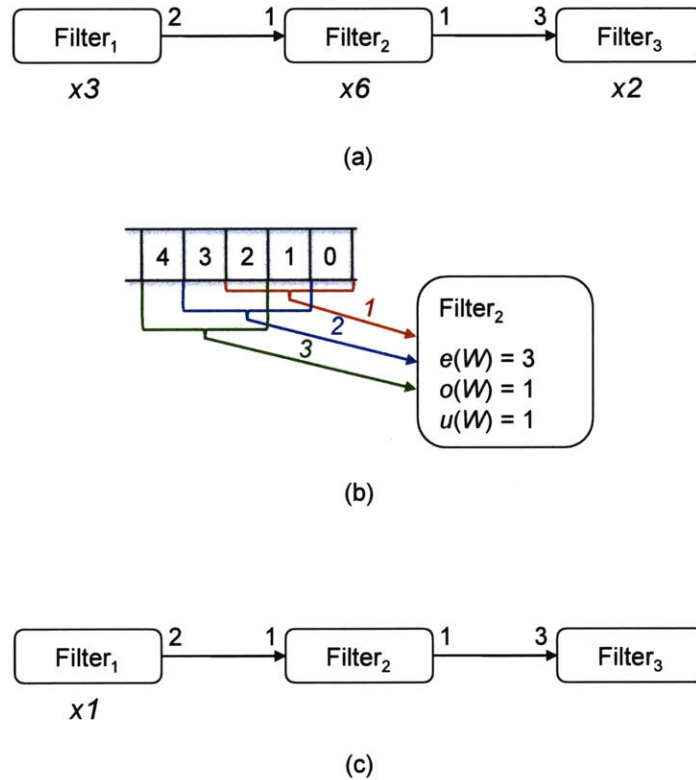 Filter₁ 2 1 Filter₂ 1 3 Filter₃
x3 x6 x2
(a)
4 3 2 1 0
1
2
3
Filter₂
e(W) = 3
o(W) = 1
u(W) = 1
(b)
Filter₁ 2 1 Filter₂ 1 3 Filter₃
x1
(c)